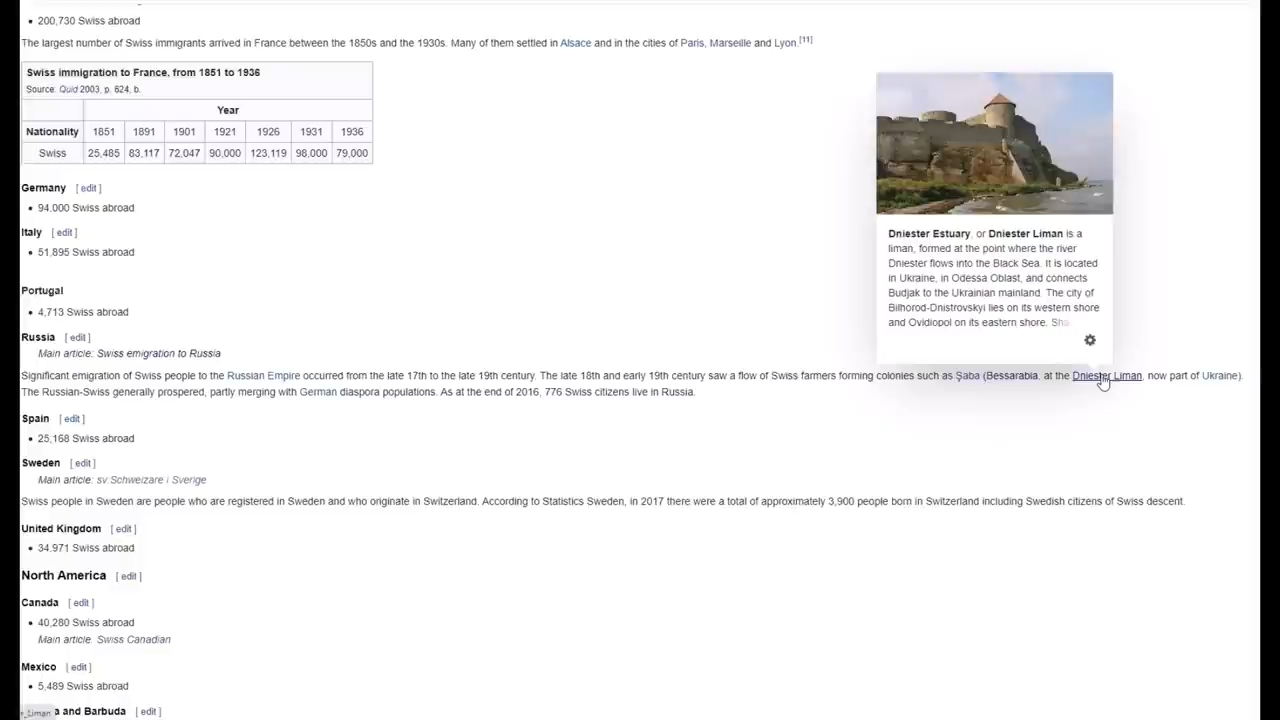 200,730 Swiss abroad
The largest number of Swiss immigrants arrived in France between the 1850s and the 1930s. Many of them settled in Alsace and in the cities of Paris, Marseille and Lyon.[11]
Swiss immigration to France, from 1851 to 1936
Source: Quid 2003, p. 624, b.
Year
Nationality 1851 1891 1901 1921 1926 1931 1936
Swiss 25,485 83,117 72,047 90,000 123,119 98,000 79,000
Germany [ edit ]
94.000 Swiss abroad
Italy [ edit ]
51,895 Swiss abroad
Portugal
4,713 Swiss abroad
Russia [ edit ]
Main article: Swiss emigration to Russia
Dniester Estuary, or Dniester Liman is a
liman, formed at the point where the river
Dniester flows into the Black Sea. It is located
in Ukraine, in Odessa Oblast, and connects
Budjak to the Ukrainian mainland. The city of
Bilhorod-Dnistrovskyi lies on its western shore
and Ovidiopol on its eastern shore. Sha
Significant emigration of Swiss people to the Russian Empire occurred from the late 17th to the late 19th century. The late 18th and early 19th century saw a flow of Swiss farmers forming colonies such as Şaba (Bessarabia, at the Dniester Liman, now part of Ukraine).
The Russian-Swiss generally prospered, partly merging with German diaspora populations. As at the end of 2016, 776 Swiss citizens live in Russia.
Spain [ edit ]
25,168 Swiss abroad
Sweden [ edit ]
Main article: sv:Schweizare i Sverige
Swiss people in Sweden are people who are registered in Sweden and who originate in Switzerland. According to Statistics Sweden, in 2017 there were a total of approximately 3,900 people born in Switzerland including Swedish citizens of Swiss descent.
United Kingdom [ edit ]
34.971 Swiss abroad
North America [ edit ]
Canada [ edit ]
40,280 Swiss abroad
Main article: Swiss Canadian
Mexico [ edit ]
5,489 Swiss abroad
a and Barbuda [ edit ]
r_Liman